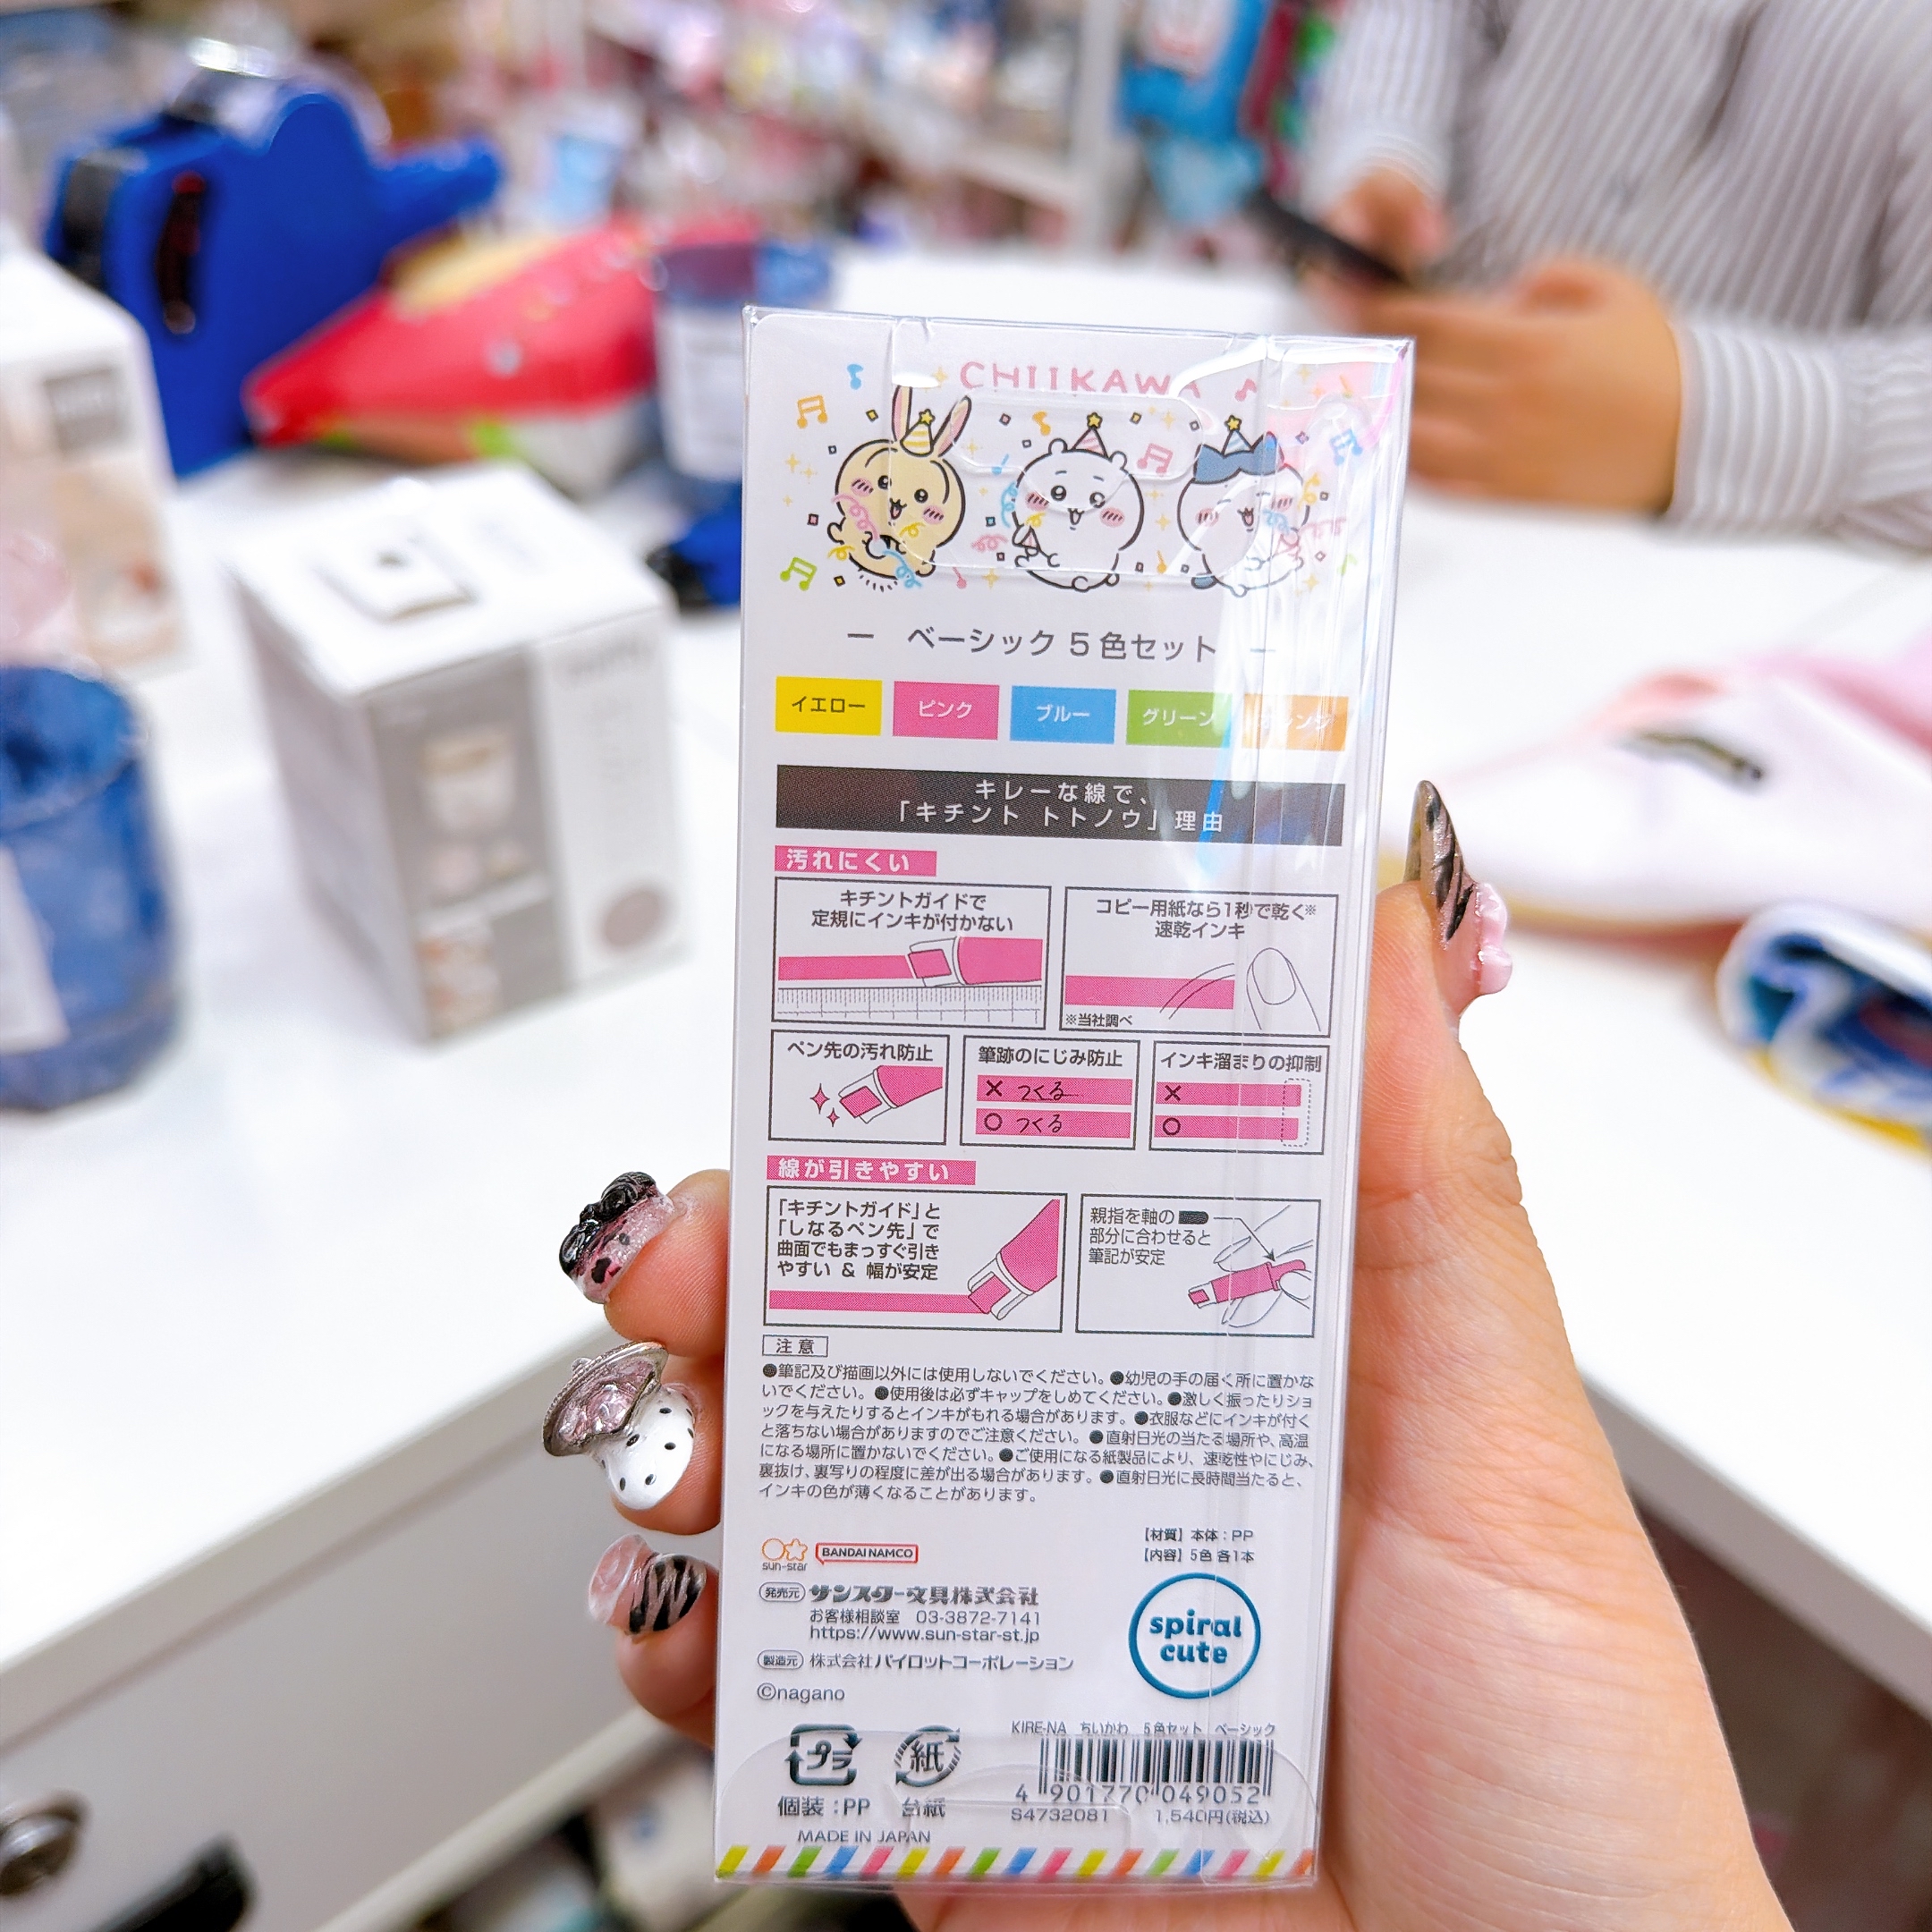 CHIIKAWA
ー ベーシック 5 色セット ー
イエロー ピンク ブルー グリーン オレンジ
キレーな線で、
「キチント トトノウ」理由
汚れにくい
キチントガイドで
定規にインキが付かない
コピー用紙なら1秒で乾く※
速乾インキ
※当社調べ
ペン先の汚れ防止
筆跡のにじみ防止
× つくる
○ つくる
インキ溜まりの抑制
×
○
線が引きやすい
「キチントガイド」と
「しなるペン先」で
曲面でもまっすぐ引き
やすい & 幅が安定
親指を軸の
部分に合わせると
筆記が安定
注意
●筆記及び描画以外には使用しないでください。●幼児の手の届く所に置かな
いでください。●使用後は必ずキャップをしめてください。●激しく振ったりショ
ックを与えたりするとインキがもれる場合があります。●衣服などにインキが付く
と落ちない場合がありますのでご注意ください。●直射日光の当たる場所や、高温
になる場所に置かないでください。●ご使用になる紙製品により、速乾性やにじみ、
裏抜け、裏写りの程度に差が出る場合があります。●直射日光に長時間当たると、
インキの色が薄くなることがあります。
【材質】本体：PP
【内容】5色 各1本
sun-star BANDAI NAMCO
発売元 サンスター文具株式会社
お客様相談室 03-3872-7141
https://www.sun-star-st.jp
製造元 株式会社パイロットコーポレーション
©nagano
spiral
cute
KIRE-NA ちいかわ 5色セット ベーシック
プラ 紙
個装：PP 台紙
4 901770 049052
S4732081 1,540円(税込)
MADE IN JAPAN